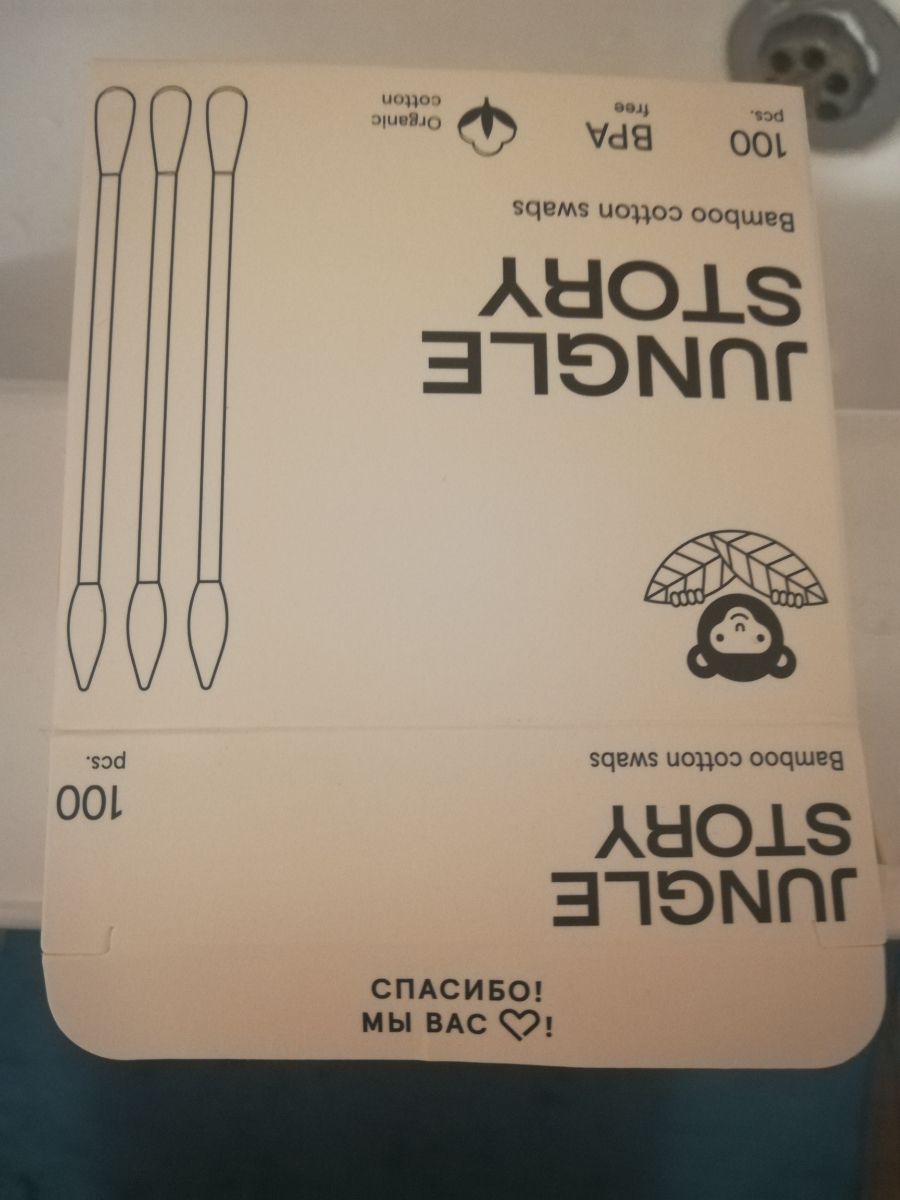 JUNGLE
STORY
Bamboo cotton swabs
100
pcs.
BPA
free
Organic
cotton
JUNGLE
STORY
Bamboo cotton swabs
100
pcs.
СПАСИБО!
МЫ ВАС ♡!